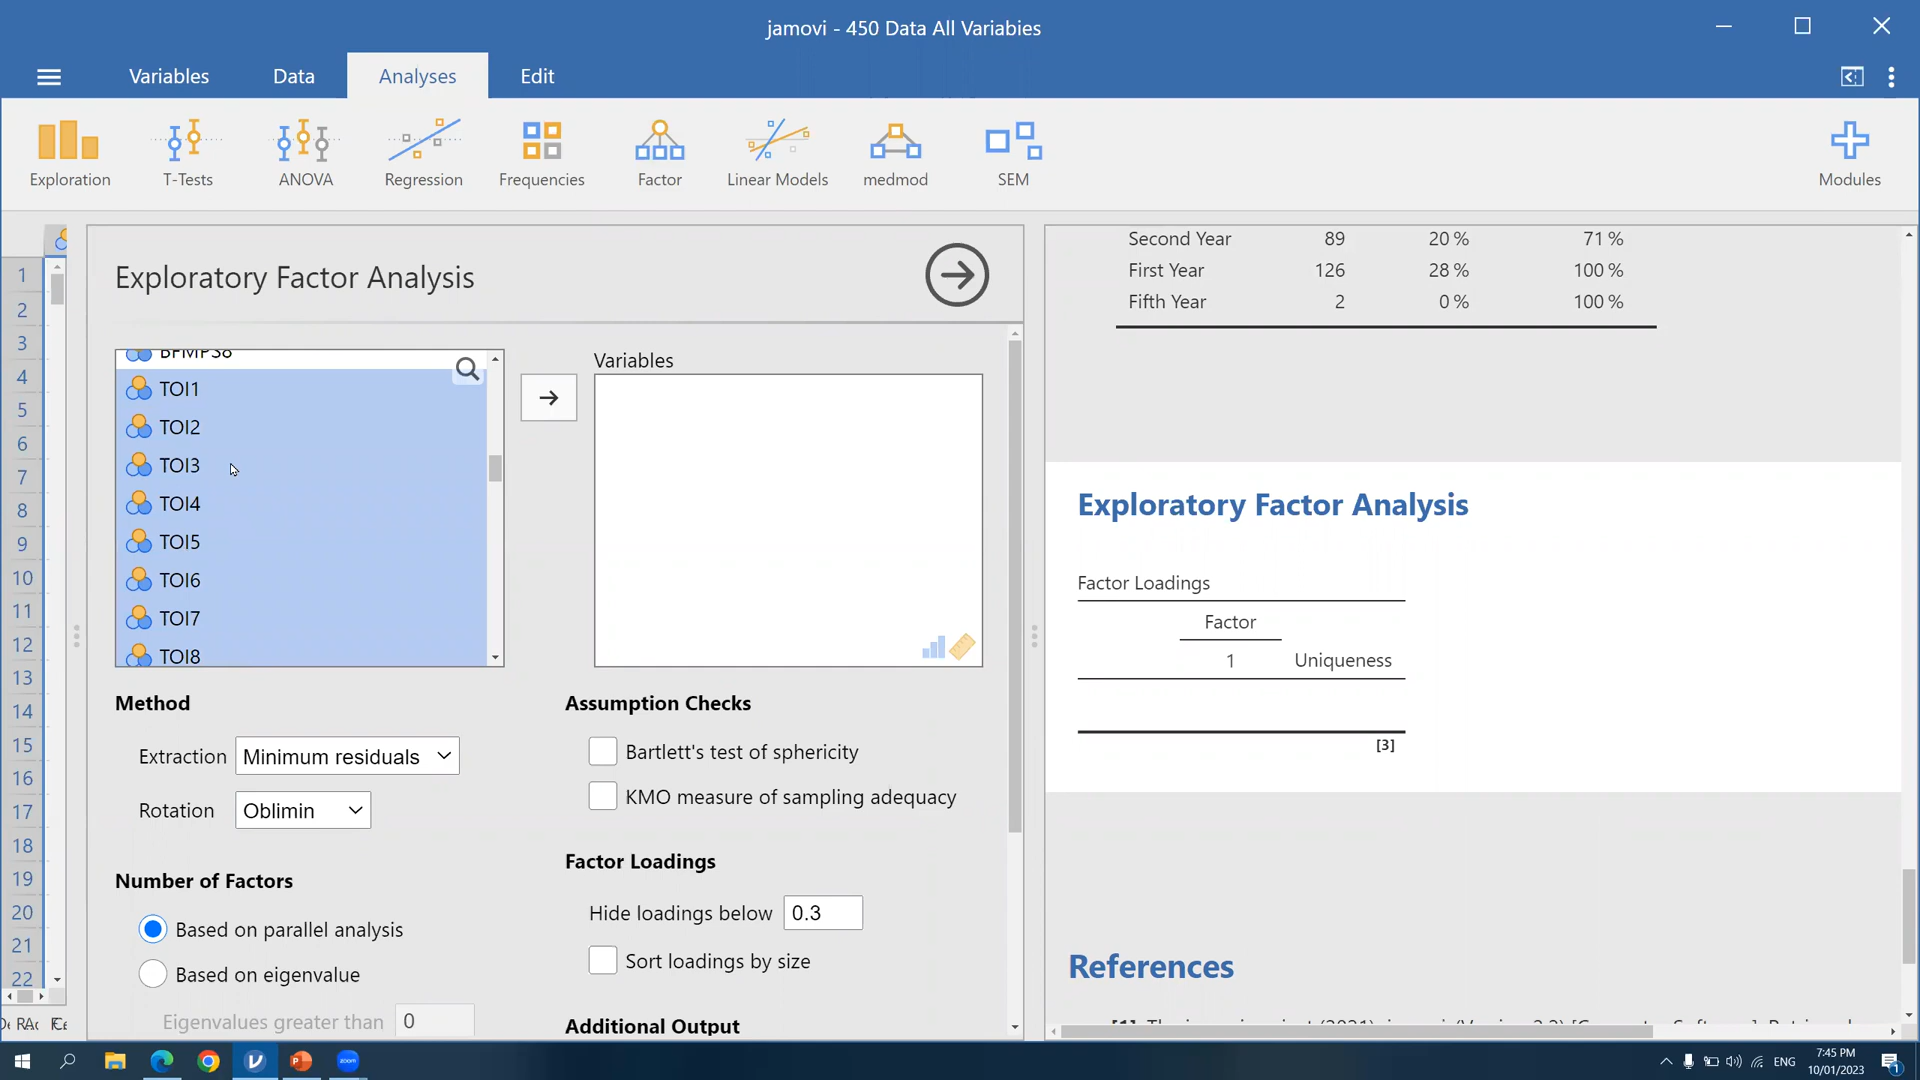 jamovi - 450 Data All Variables
Variables Data Analyses Edit
Exploration T-Tests ANOVA Regression Frequencies Factor Linear Models medmod SEM Modules
1
2
3
4
5
6
7
8
9
10
11
12
13
14
15
16
17
18
19
20
21
22
Exploratory Factor Analysis
BFMPS8
TOI1
TOI2
TOI3
TOI4
TOI5
TOI6
TOI7
TOI8
Variables
Method
Extraction Minimum residuals
Rotation Oblimin
Number of Factors
Based on parallel analysis
Based on eigenvalue
Eigenvalues greater than 0
Assumption Checks
Bartlett's test of sphericity
KMO measure of sampling adequacy
Factor Loadings
Hide loadings below 0.3
Sort loadings by size
Additional Output
Second Year 89 20 % 71 %
First Year 126 28 % 100 %
Fifth Year 2 0 % 100 %
Exploratory Factor Analysis
Factor Loadings
Factor
1 Uniqueness
[3]
References
ENG
7:45 PM
10/01/2023
1